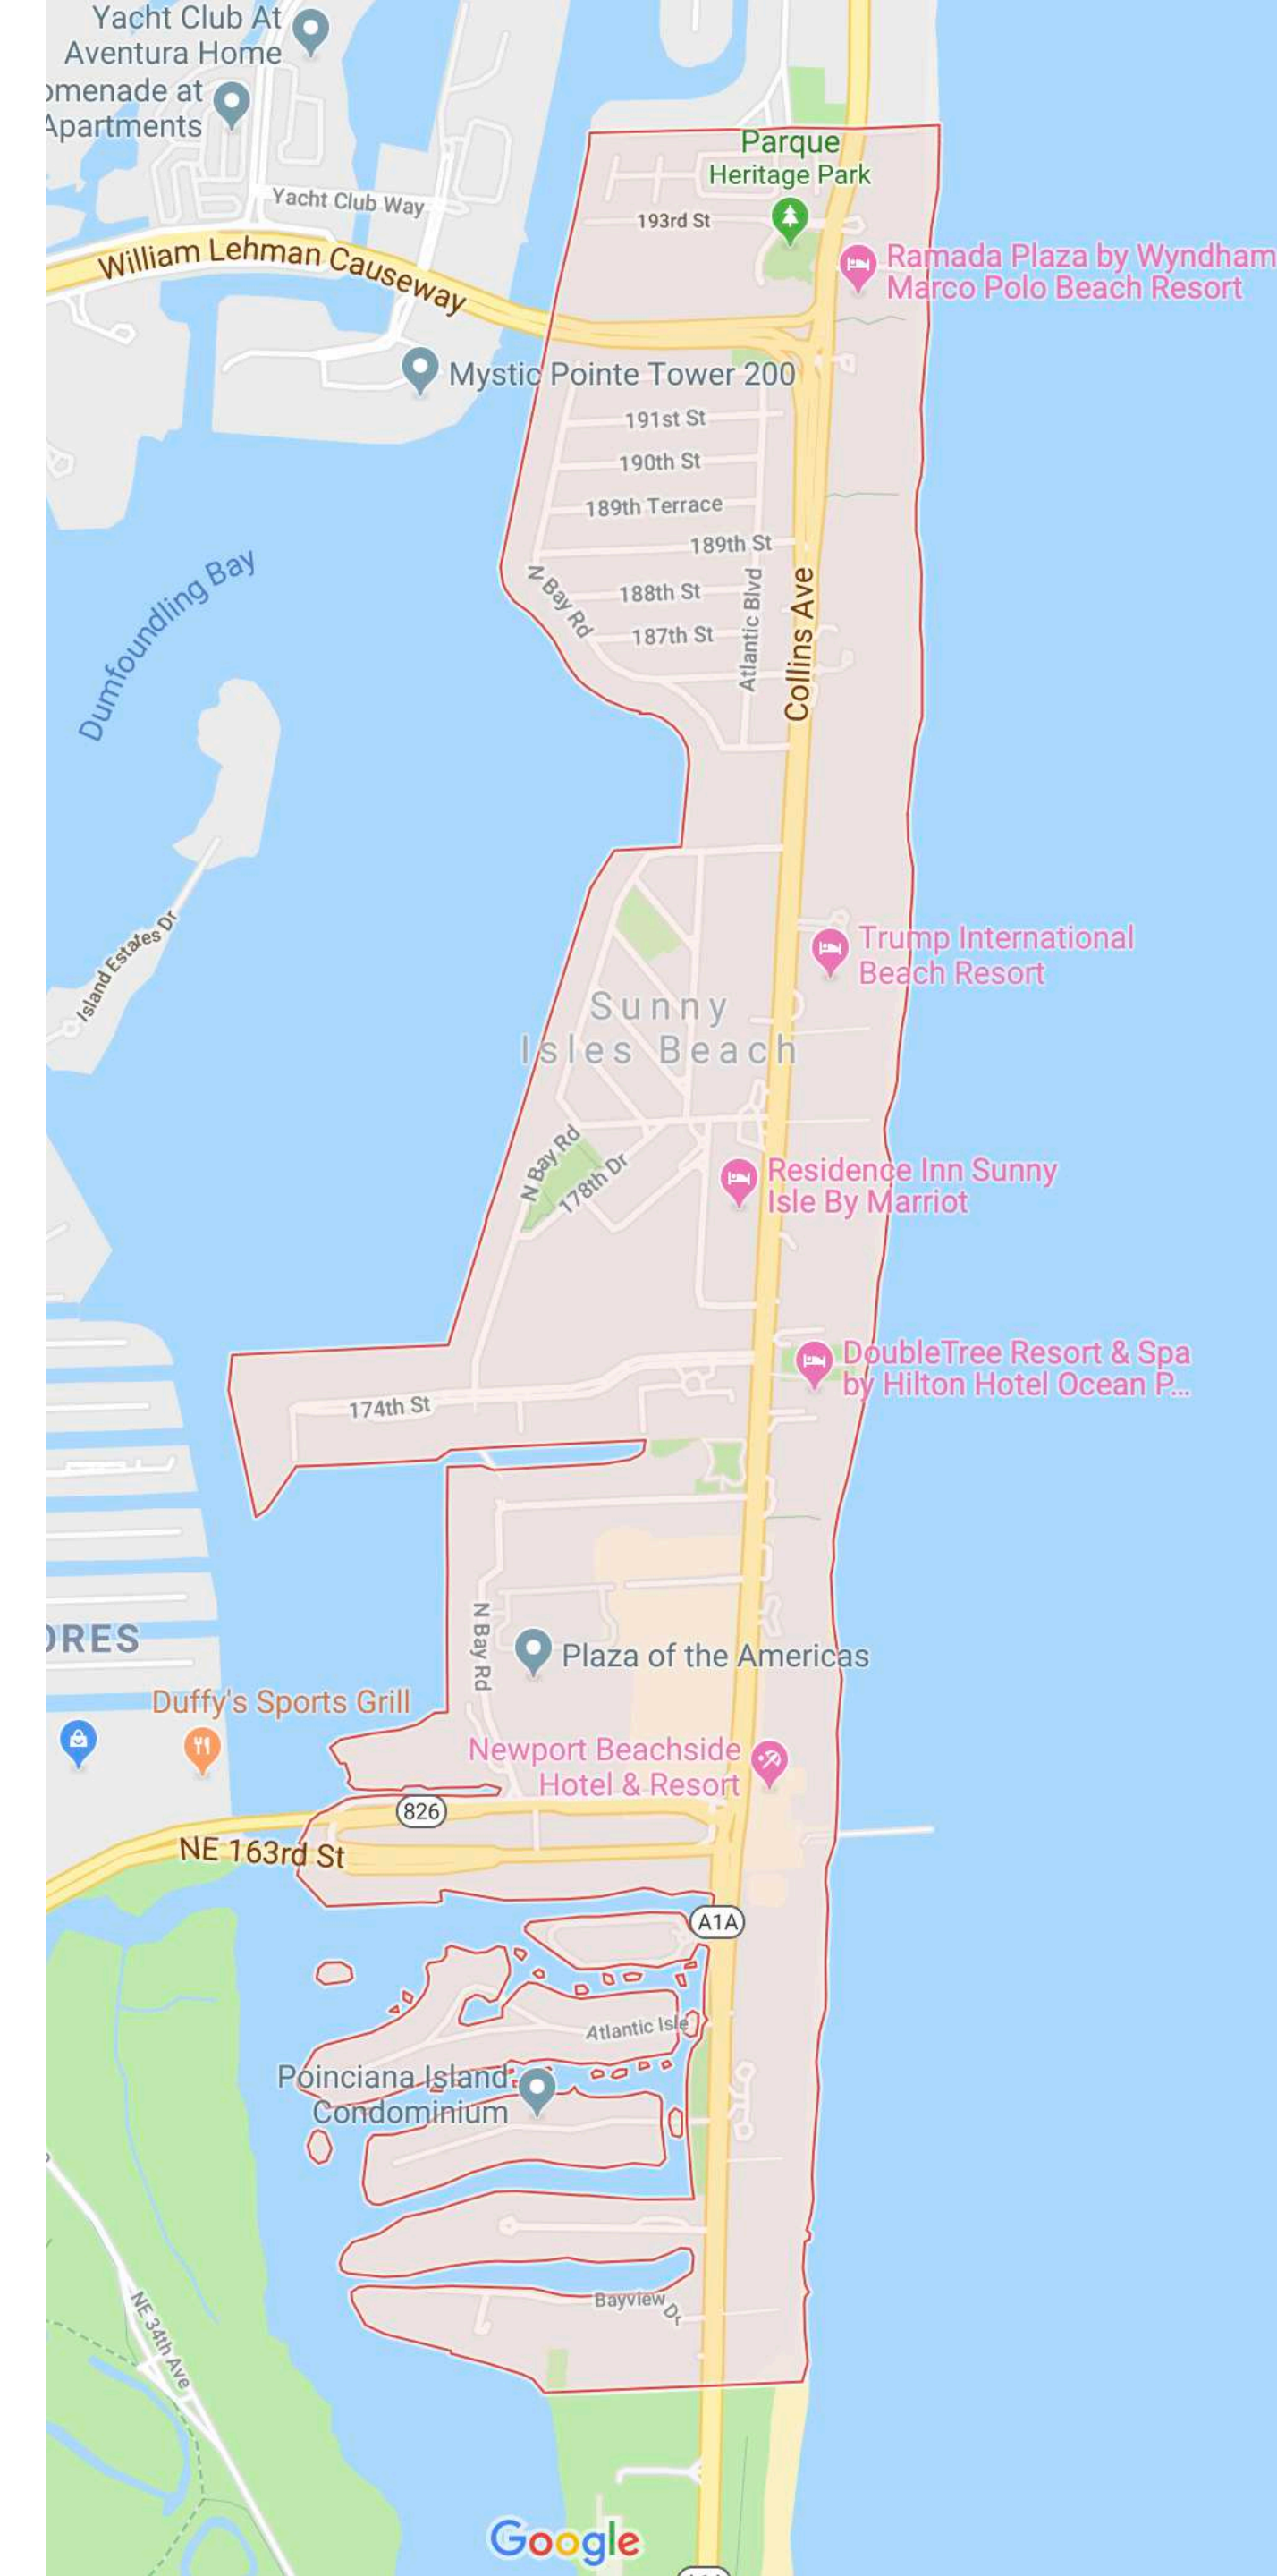 Yacht Club At
Aventura Home
omenade at
Apartments
Parque
Heritage Park
Yacht Club Way
193rd St
William Lehman Causeway
Ramada Plaza by Wyndham
Marco Polo Beach Resort
Mystic Pointe Tower 200
191st St
190th St
189th Terrace
189th St
Dumfoundling Bay
N Bay Rd
188th St
187th St
Atlantic Blvd
Collins Ave
Island Estates Dr
Trump International
Beach Resort
Sunny
Isles Beach
N Bay Rd
178th Dr
Residence Inn Sunny
Isle By Marriot
DoubleTree Resort & Spa
by Hilton Hotel Ocean P...
174th St
ORES
N Bay Rd
Plaza of the Americas
Duffy's Sports Grill
Newport Beachside
Hotel & Resort
826
NE 163rd St
A1A
Atlantic Isle
Poinciana Island
Condominium
Bayview Dr
NE 34th Ave
Google